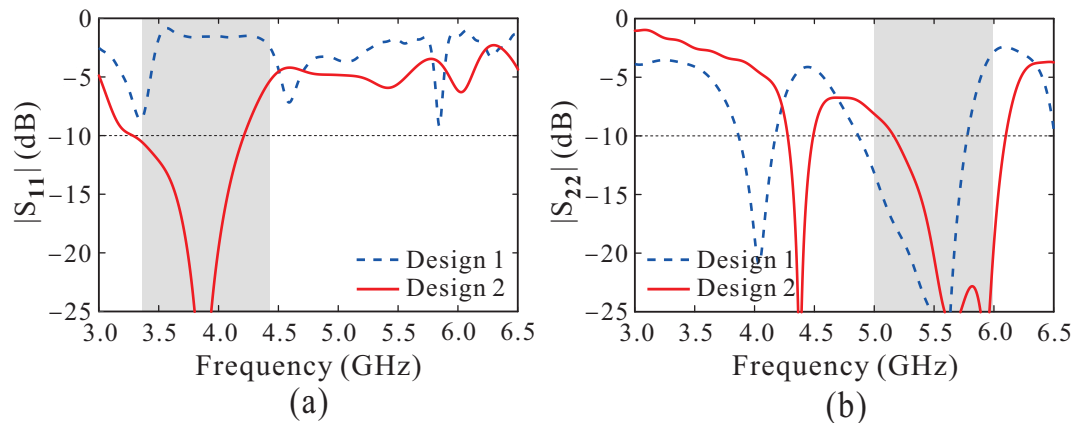 0
−5
−10
−15
−20
−25
|S11| (dB)
Design 1
Design 2
3.0 3.5 4.0 4.5 5.0 5.5 6.0 6.5
Frequency (GHz)
(a)
0
−5
−10
−15
−20
−25
|S22| (dB)
Design 1
Design 2
3.0 3.5 4.0 4.5 5.0 5.5 6.0 6.5
Frequency (GHz)
(b)